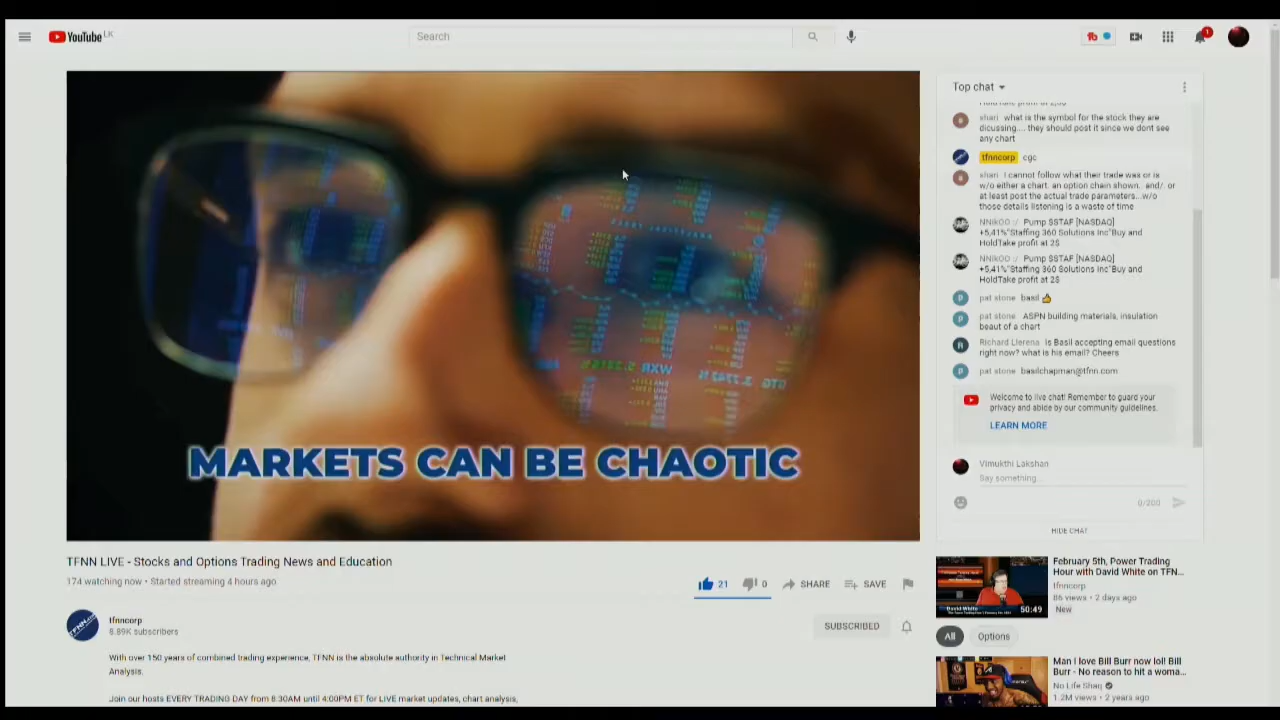 YouTube LK
Search
1
MARKETS CAN BE CHAOTIC
TFNN LIVE - Stocks and Options Trading News and Education
174 watching now • Started streaming 4 hours ago
21
0
SHARE
SAVE
tfnncorp
8.89K subscribers
SUBSCRIBED
With over 150 years of combined trading experience, TFNN is the absolute authority in Technical Market
Analysis.
Join our hosts EVERY TRADING DAY from 8:30AM until 4:00PM ET for LIVE market updates, chart analysis,
Top chat
shari what is the symbol for the stock they are
dicussing.... they should post it since we dont see
any chart
tfnncorp cgc
shari I cannot follow what their trade was or is
w/o either a chart. an option chain shown. and/. or
at least post the actual trade parameters...w/o
those details listening is a waste of time
NNikOO :/ Pump $STAF [NASDAQ]
+5,41%"Staffing 360 Solutions Inc"Buy and
HoldTake profit at 2$
NNikOO :/ Pump $STAF [NASDAQ]
+5,41%"Staffing 360 Solutions Inc"Buy and
HoldTake profit at 2$
pat stone basil 👍
pat stone ASPN building materials, insulation
beaut of a chart
Richard Llerena is Basil accepting email questions
right now? what is his email? Cheers
pat stone basilchapman@tfnn.com
Welcome to live chat! Remember to guard your
privacy and abide by our community guidelines.
LEARN MORE
Vimukthi Lakshan
Say something...
0/200
HIDE CHAT
February 5th, Power Trading
Hour with David White on TFN...
tfnncorp
86 views • 2 days ago
New
David White
50:49
All
Options
Man I love Bill Burr now lol! Bill
Burr - No reason to hit a woma...
No Life Shaq
1.2M views • 2 years ago